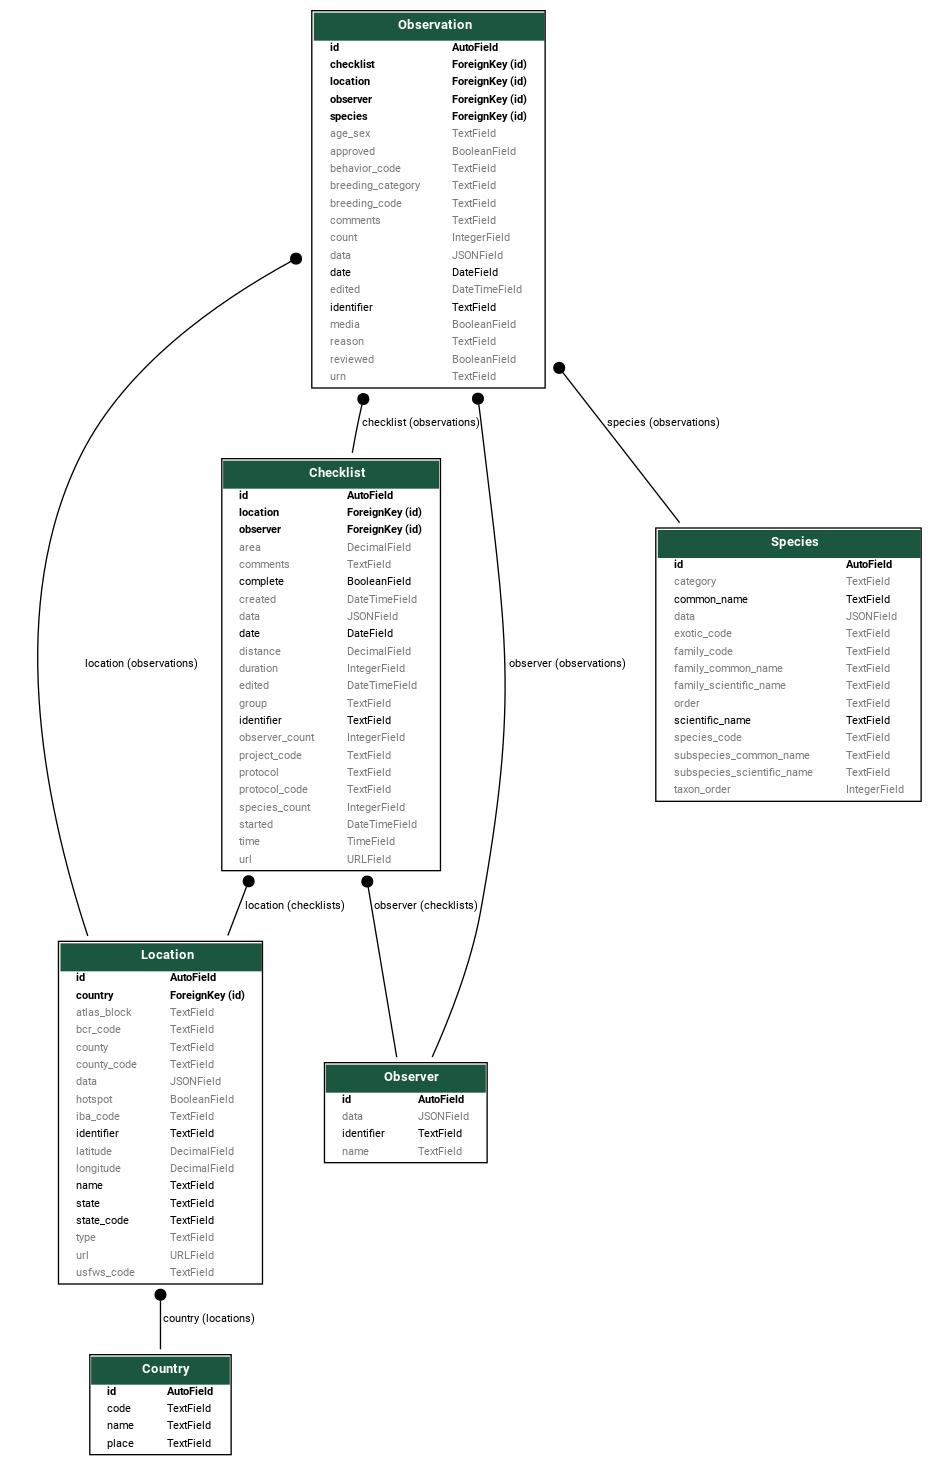 Observation
id AutoField
checklist ForeignKey (id)
location ForeignKey (id)
observer ForeignKey (id)
species ForeignKey (id)
age_sex TextField
approved BooleanField
behavior_code TextField
breeding_category TextField
breeding_code TextField
comments TextField
count IntegerField
data JSONField
date DateField
edited DateTimeField
identifier TextField
media BooleanField
reason TextField
reviewed BooleanField
urn TextField
checklist (observations)
species (observations)
location (observations)
observer (observations)
Checklist
id AutoField
location ForeignKey (id)
observer ForeignKey (id)
area DecimalField
comments TextField
complete BooleanField
created DateTimeField
data JSONField
date DateField
distance DecimalField
duration IntegerField
edited DateTimeField
group TextField
identifier TextField
observer_count IntegerField
project_code TextField
protocol TextField
protocol_code TextField
species_count IntegerField
started DateTimeField
time TimeField
url URLField
Species
id AutoField
category TextField
common_name TextField
data JSONField
exotic_code TextField
family_code TextField
family_common_name TextField
family_scientific_name TextField
order TextField
scientific_name TextField
species_code TextField
subspecies_common_name TextField
subspecies_scientific_name TextField
taxon_order IntegerField
location (checklists)
observer (checklists)
Location
id AutoField
country ForeignKey (id)
atlas_block TextField
bcr_code TextField
county TextField
county_code TextField
data JSONField
hotspot BooleanField
iba_code TextField
identifier TextField
latitude DecimalField
longitude DecimalField
name TextField
state TextField
state_code TextField
type TextField
url URLField
usfws_code TextField
Observer
id AutoField
data JSONField
identifier TextField
name TextField
country (locations)
Country
id AutoField
code TextField
name TextField
place TextField